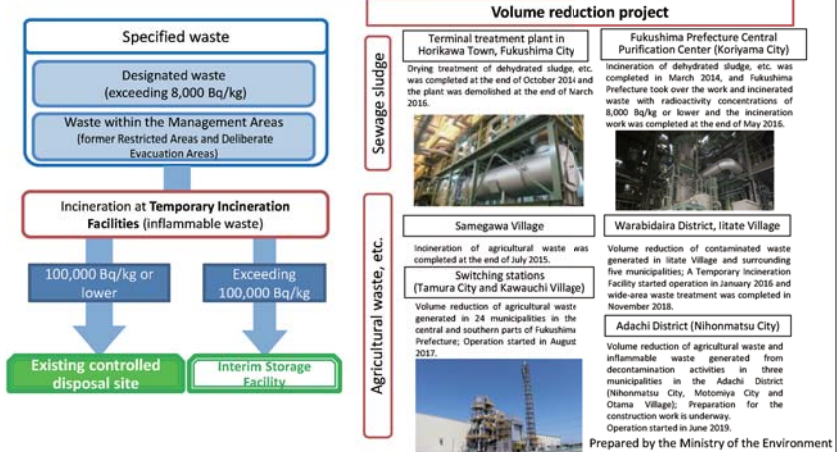 Specified waste
Designated waste
(exceeding 8,000 Bq/kg)
Waste within the Management Areas
(former Restricted Areas and Deliberate
Evacuation Areas)
Incineration at Temporary Incineration
Facilities (inflammable waste)
100,000 Bq/kg or
lower
Exceeding
100,000 Bq/kg
Existing controlled
disposal site
Interim Storage
Facility
Volume reduction project
Sewage sludge
Terminal treatment plant in
Horikawa Town, Fukushima City
Drying treatment of dehydrated sludge, etc.
was completed at the end of October 2014 and
the plant was demolished at the end of March
2016.
Fukushima Prefecture Central
Purification Center (Koriyama City)
Incineration of dehydrated sludge, etc. was
completed in March 2014, and Fukushima
Prefecture took over the work and incinerated
waste with radioactivity concentrations of
8,000 Bq/kg or lower and the incineration
work was completed at the end of May 2016.
Agricultural waste, etc.
Samegawa Village
Incineration of agricultural waste was
completed at the end of July 2015.
Switching stations
(Tamura City and Kawauchi Village)
Volume reduction of agricultural waste
generated in 24 municipalities in the
central and southern parts of Fukushima
Prefecture; Operation started in August
2017.
Warabidaira District, Iitate Village
Volume reduction of contaminated waste
generated in Iitate Village and surrounding
five municipalities; A Temporary Incineration
Facility started operation in January 2016 and
wide-area waste treatment was completed in
November 2018.
Adachi District (Nihonmatsu City)
Volume reduction of agricultural waste and
inflammable waste generated from
decontamination activities in three
municipalities in the Adachi District
(Nihonmatsu City, Motomiya City and
Otama Village); Preparation for the
construction work is underway.
Operation started in June 2019.
Prepared by the Ministry of the Environment